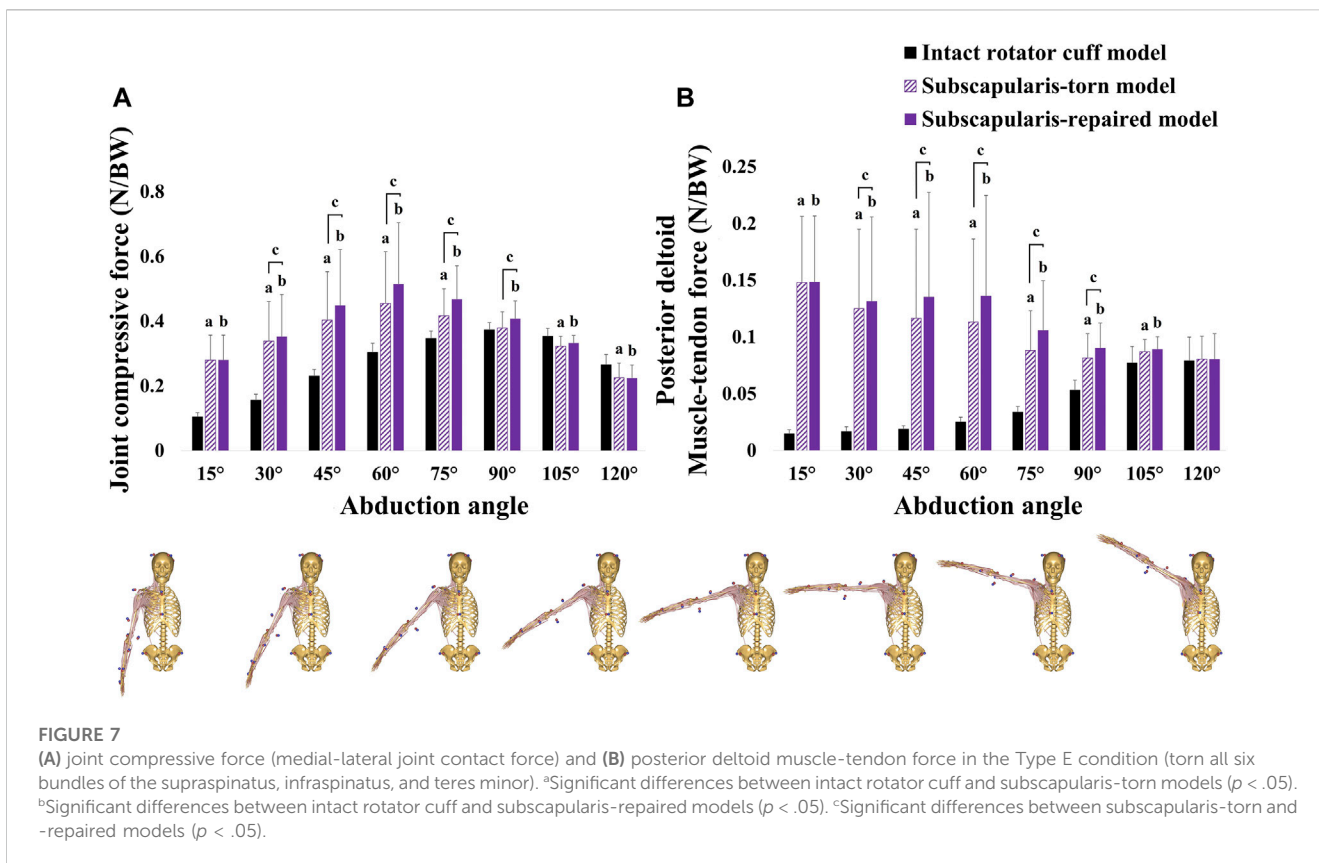 Intact rotator cuff model
Subscapularis-torn model
Subscapularis-repaired model
A
Joint compressive force (N/BW)
0.8
0.6
0.4
0.2
0
a b
a b c
a b c
a b c
a b c
b c
a b
a b
15° 30° 45° 60° 75° 90° 105° 120°
Abduction angle
B
Posterior deltoid
Muscle-tendon force (N/BW)
0.25
0.2
0.15
0.1
0.05
0
a b
a b c
a b c
a b c
a b c
a b c
a b
15° 30° 45° 60° 75° 90° 105° 120°
Abduction angle
FIGURE 7
(A) joint compressive force (medial-lateral joint contact force) and (B) posterior deltoid muscle-tendon force in the Type E condition (torn all six
bundles of the supraspinatus, infraspinatus, and teres minor). ᵃSignificant differences between intact rotator cuff and subscapularis-torn models (p < .05).
ᵇSignificant differences between intact rotator cuff and subscapularis-repaired models (p < .05). ᶜSignificant differences between subscapularis-torn and
-repaired models (p < .05).